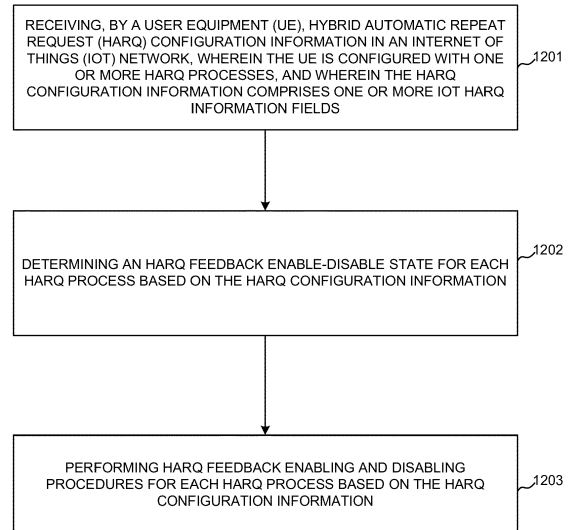 RECEIVING, BY A USER EQUIPMENT (UE), HYBRID AUTOMATIC REPEAT
REQUEST (HARQ) CONFIGURATION INFORMATION IN AN INTERNET OF
THINGS (IOT) NETWORK, WHEREIN THE UE IS CONFIGURED WITH ONE
OR MORE HARQ PROCESSES, AND WHEREIN THE HARQ
CONFIGURATION INFORMATION COMPRISES ONE OR MORE IOT HARQ
INFORMATION FIELDS
1201
DETERMINING AN HARQ FEEDBACK ENABLE-DISABLE STATE FOR EACH
HARQ PROCESS BASED ON THE HARQ CONFIGURATION INFORMATION
1202
PERFORMING HARQ FEEDBACK ENABLING AND DISABLING
PROCEDURES FOR EACH HARQ PROCESS BASED ON THE HARQ
CONFIGURATION INFORMATION
1203